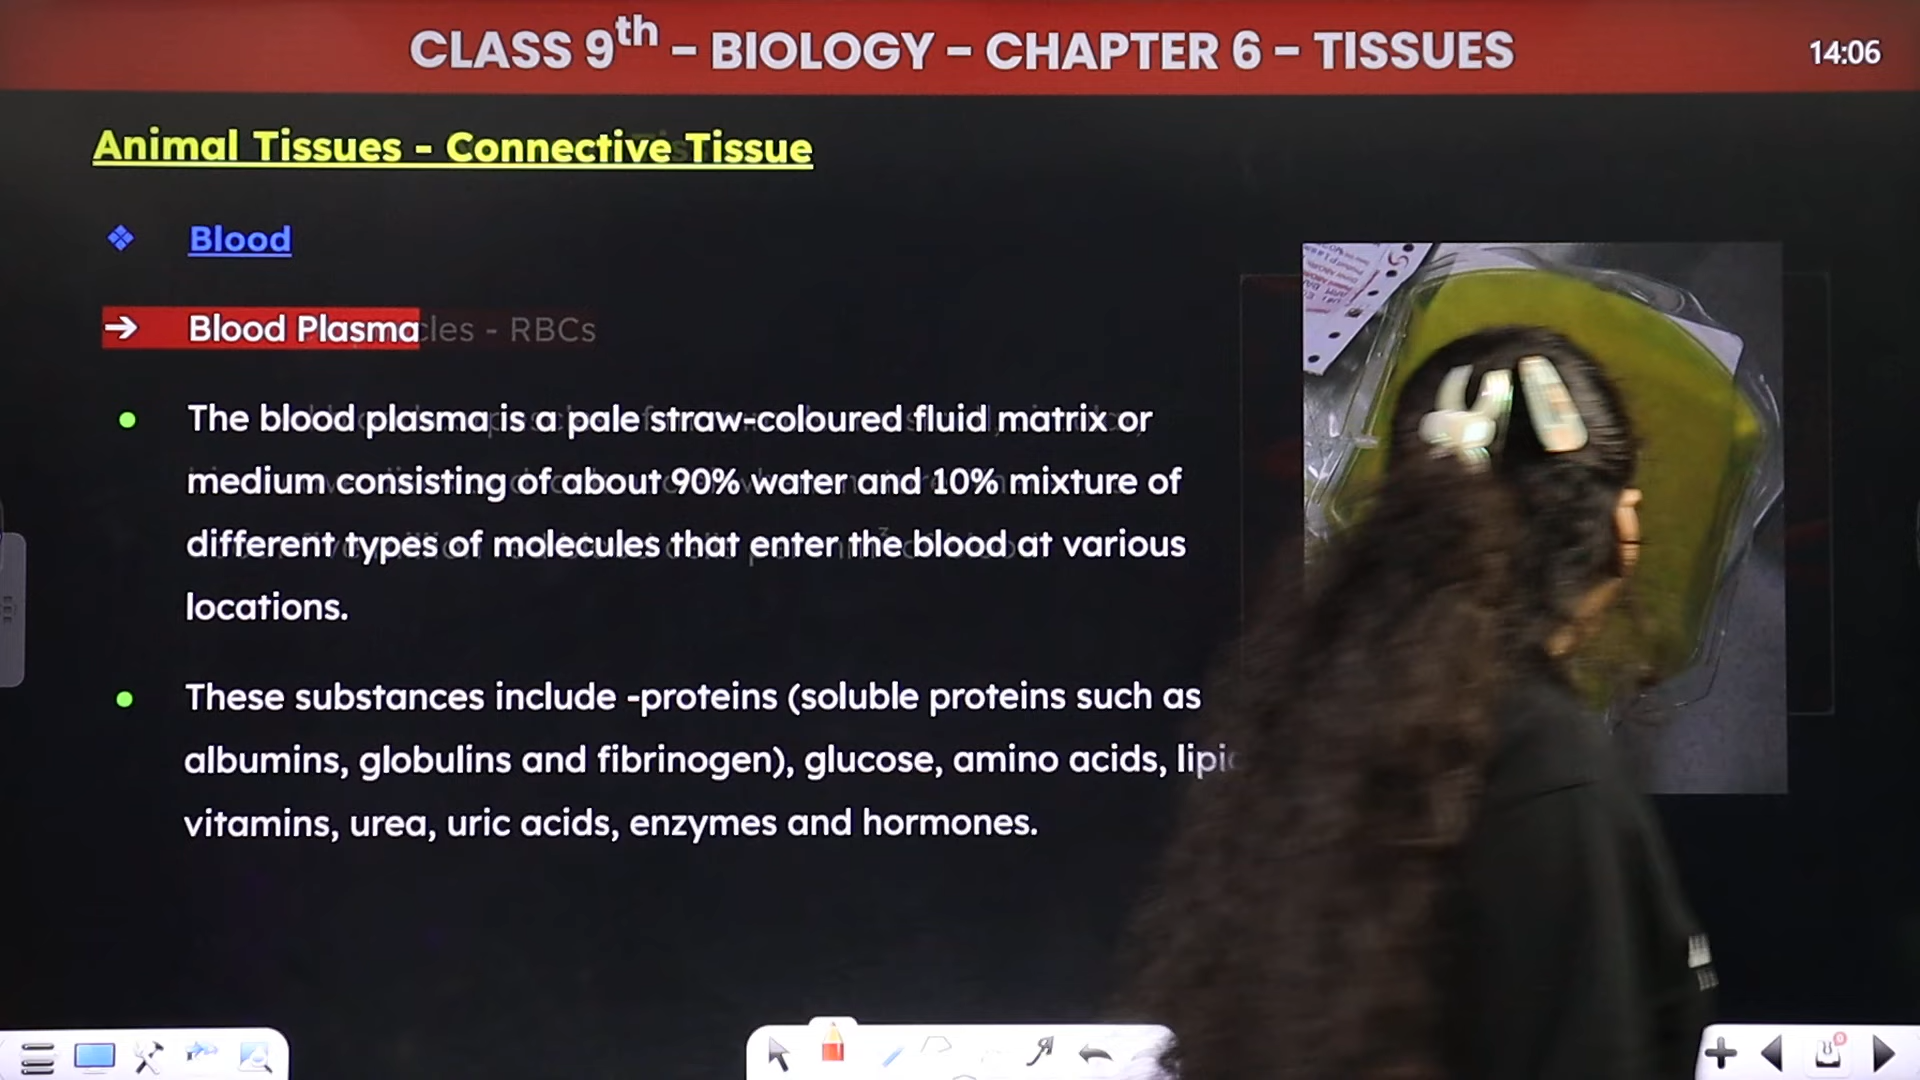 CLASS 9th – BIOLOGY – CHAPTER 6 – TISSUES
14:06
Animal Tissues - Connective Tissue
❖ Blood
→ Blood Plasma
cles - RBCs
• The blood plasma is a pale straw-coloured fluid matrix or
medium consisting of about 90% water and 10% mixture of
different types of molecules that enter the blood at various
locations.
• These substances include -proteins (soluble proteins such as
albumins, globulins and fibrinogen), glucose, amino acids,
vitamins, urea, uric acids, enzymes and hormones.